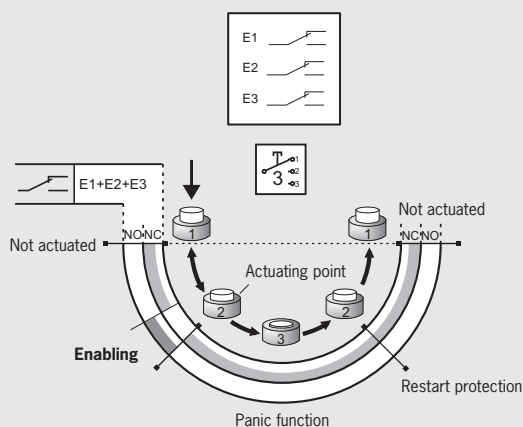 E1
E2
E3
1
2
3
3
E1+E2+E3
NO NC
1
1
NC NO
Not actuated
Not actuated
Actuating point
2
2
3
Enabling
Restart protection
Panic function